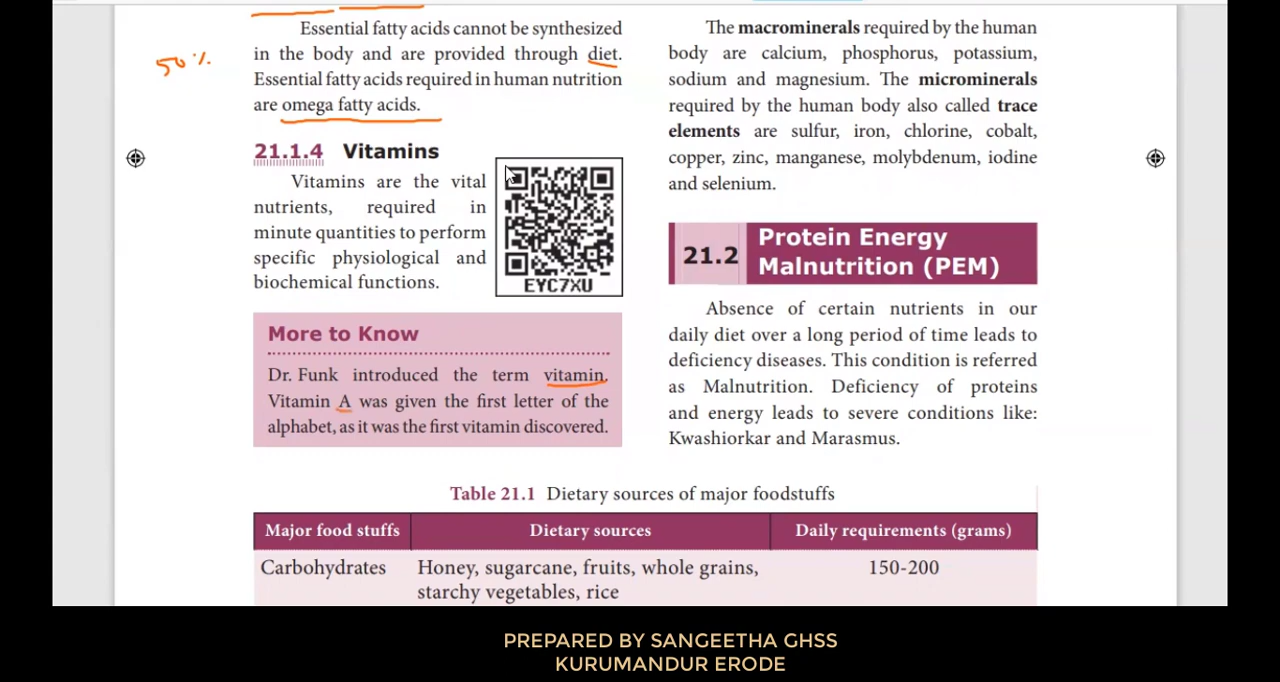 Essential fatty acids cannot be synthesized
in the body and are provided through diet.
Essential fatty acids required in human nutrition
are omega fatty acids.
50%
21.1.4 Vitamins
Vitamins are the vital
nutrients, required in
minute quantities to perform
specific physiological and
biochemical functions.
EYC7XU
More to Know
Dr. Funk introduced the term vitamin.
Vitamin A was given the first letter of the
alphabet, as it was the first vitamin discovered.
The macrominerals required by the human
body are calcium, phosphorus, potassium,
sodium and magnesium. The microminerals
required by the human body also called trace
elements are sulfur, iron, chlorine, cobalt,
copper, zinc, manganese, molybdenum, iodine
and selenium.
21.2 Protein Energy
Malnutrition (PEM)
Absence of certain nutrients in our
daily diet over a long period of time leads to
deficiency diseases. This condition is referred
as Malnutrition. Deficiency of proteins
and energy leads to severe conditions like:
Kwashiorkar and Marasmus.
Table 21.1 Dietary sources of major foodstuffs
Major food stuffs Dietary sources Daily requirements (grams)
Carbohydrates Honey, sugarcane, fruits, whole grains, 150-200
starchy vegetables, rice
PREPARED BY SANGEETHA GHSS
KURUMANDUR ERODE